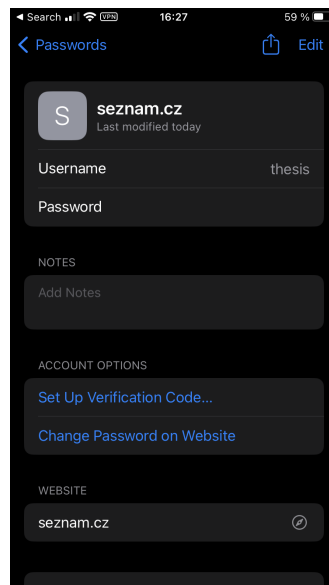 ◀ Search VPN 16:27 59 %
Passwords Edit
S
seznam.cz
Last modified today
Username thesis
Password
NOTES
Add Notes
ACCOUNT OPTIONS
Set Up Verification Code...
Change Password on Website
WEBSITE
seznam.cz